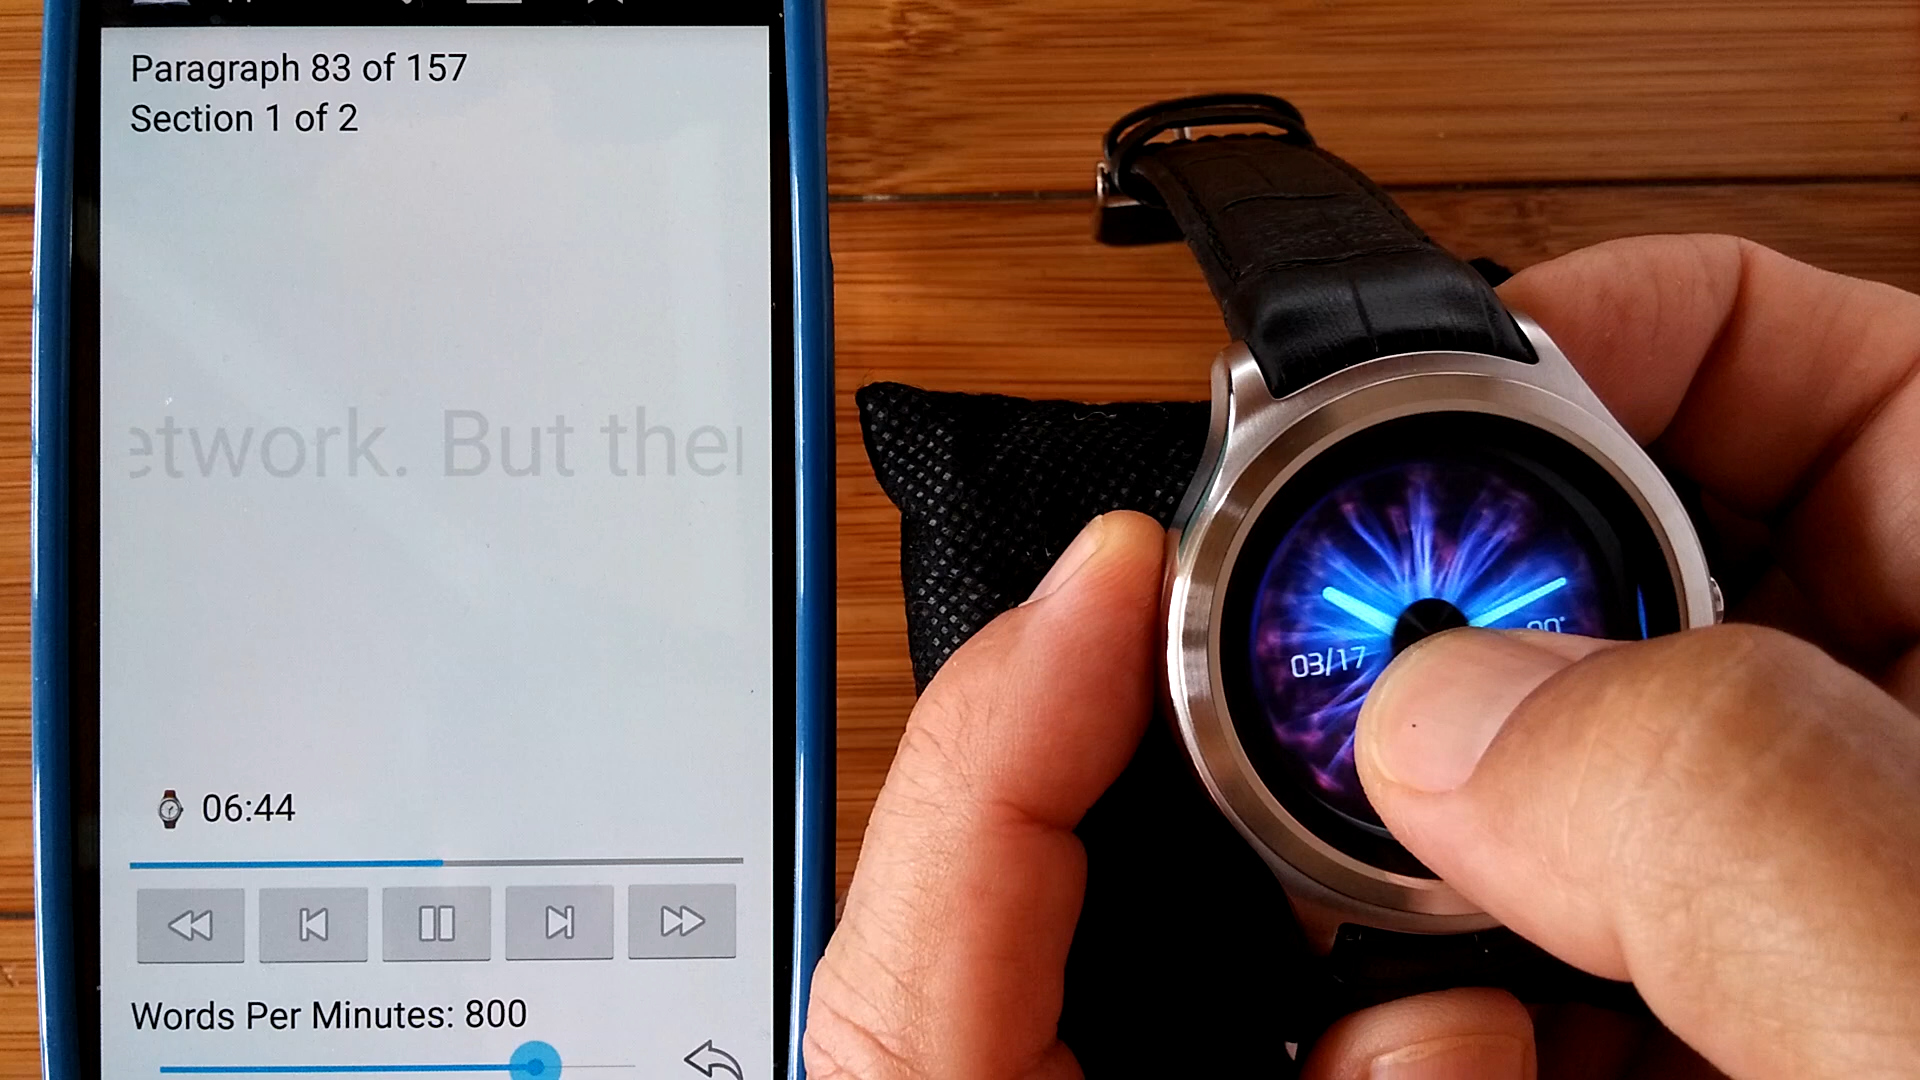 Paragraph 83 of 157
Section 1 of 2
etwork. But the
06:44
Words Per Minutes: 800
03/17